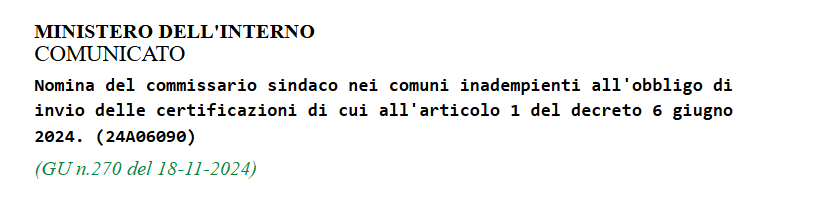 MINISTERO DELL'INTERNO
COMUNICATO
Nomina del commissario sindaco nei comuni inadempienti all'obbligo di
invio delle certificazioni di cui all'articolo 1 del decreto 6 giugno
2024. (24A06090)
(GU n.270 del 18-11-2024)